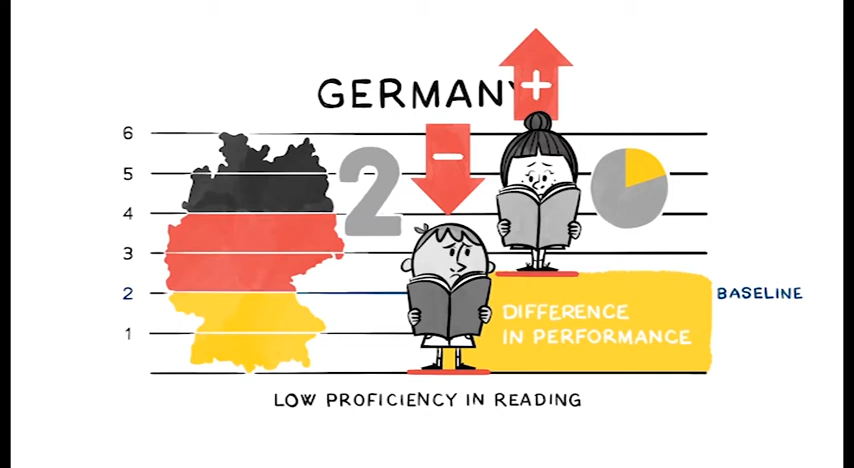 GERMANY
+
6
-
5
2
4
3
2
BASELINE
DIFFERENCE
IN PERFORMANCE
1
LOW PROFICIENCY IN READING